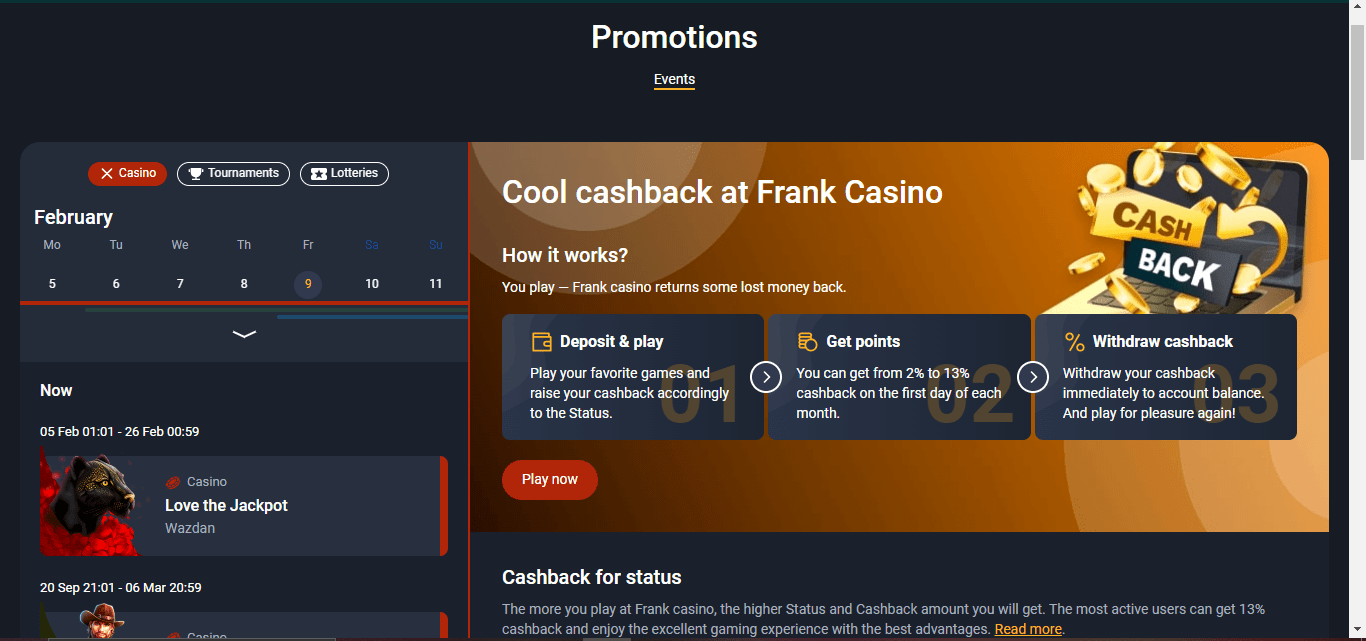 Promotions
Events
Casino
Tournaments
Lotteries
February
Mo Tu We Th Fr Sa Su
5 6 7 8 9 10 11
Now
05 Feb 01:01 - 26 Feb 00:59
Casino
Love the Jackpot
Wazdan
20 Sep 21:01 - 06 Mar 20:59
Casino
Cool cashback at Frank Casino
CASH
BACK
How it works?
You play — Frank casino returns some lost money back.
Deposit & play
Play your favorite games and
raise your cashback accordingly
to the Status.
01
Get points
You can get from 2% to 13%
cashback on the first day of each
month.
02
Withdraw cashback
Withdraw your cashback
immediately to account balance.
And play for pleasure again!
03
Play now
Cashback for status
The more you play at Frank casino, the higher Status and Cashback amount you will get. The most active users can get 13%
cashback and enjoy the excellent gaming experience with the best advantages. Read more.